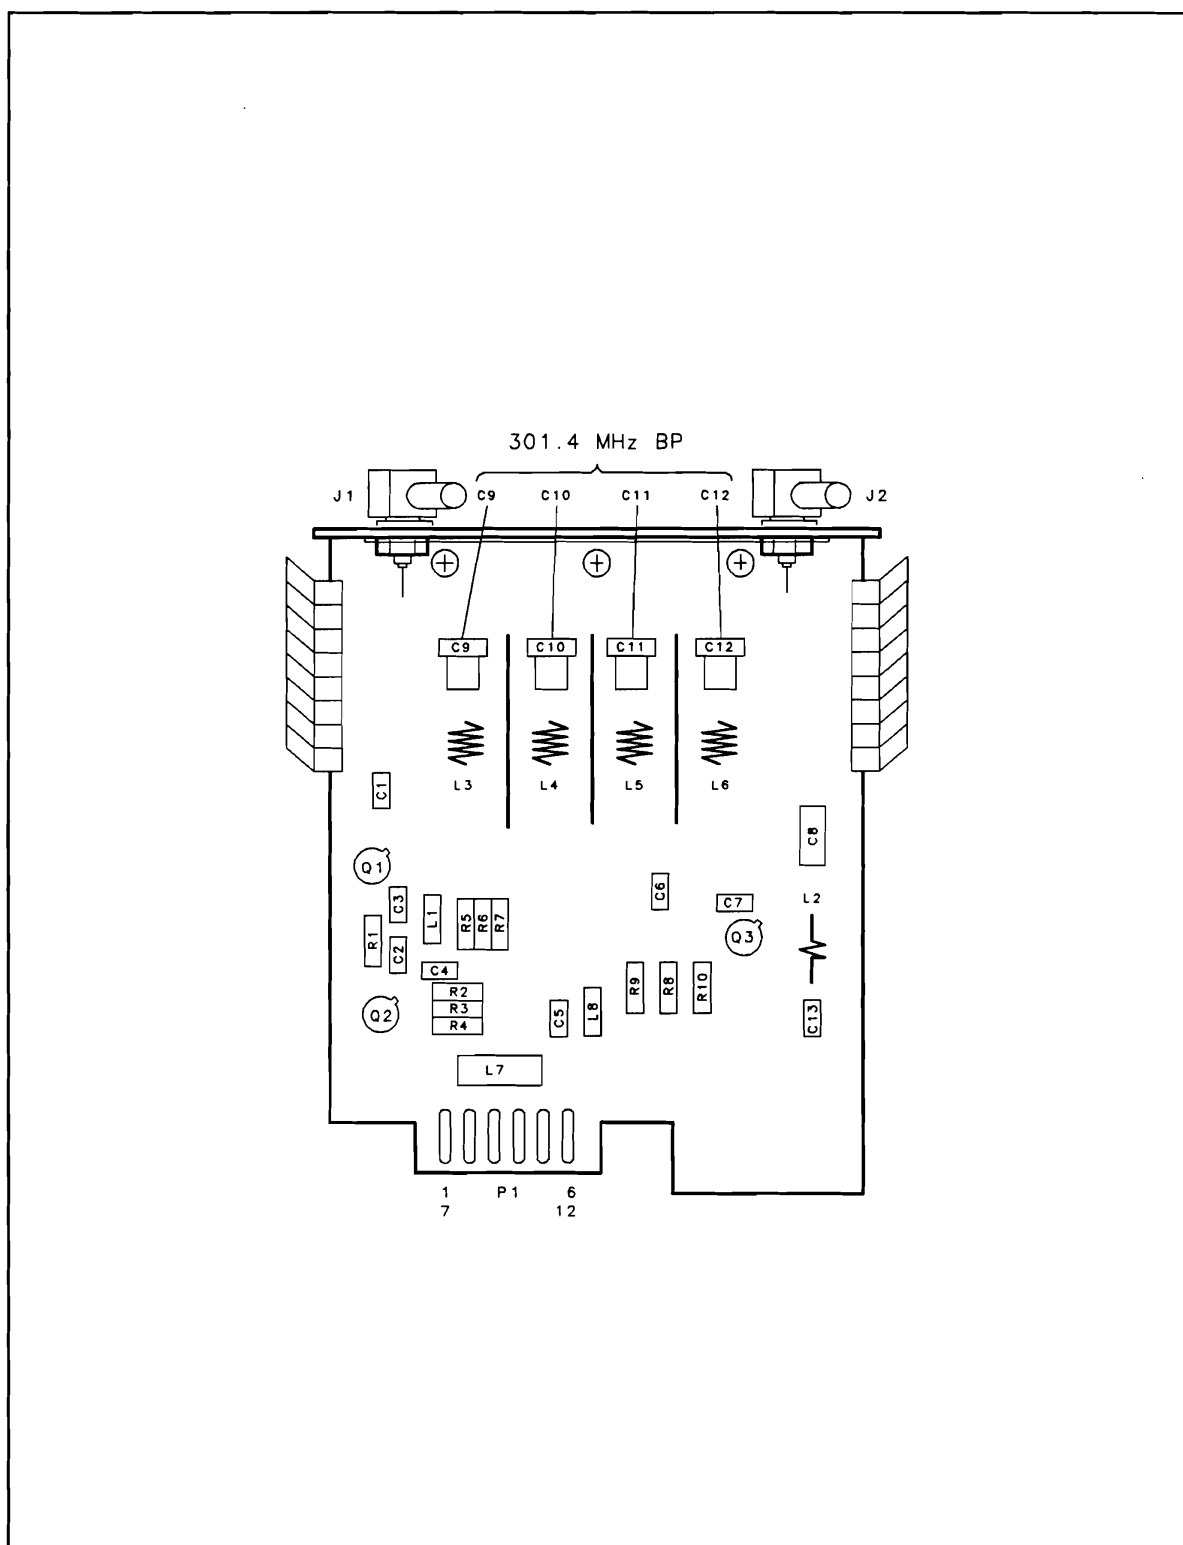 301.4 MHz BP
J1 C9 C10 C11 C12 J2
C9 C10 C11 C12
L3 L4 L5 L6
C1
C8
Q1
C6
C3 L1 R5 R6 R7 C7 L2
R1 C2 Q3
C4
R2 R9 R8 R10
R3
Q2 C5 L8 C13
R4
L7
1 P1 6
7 12